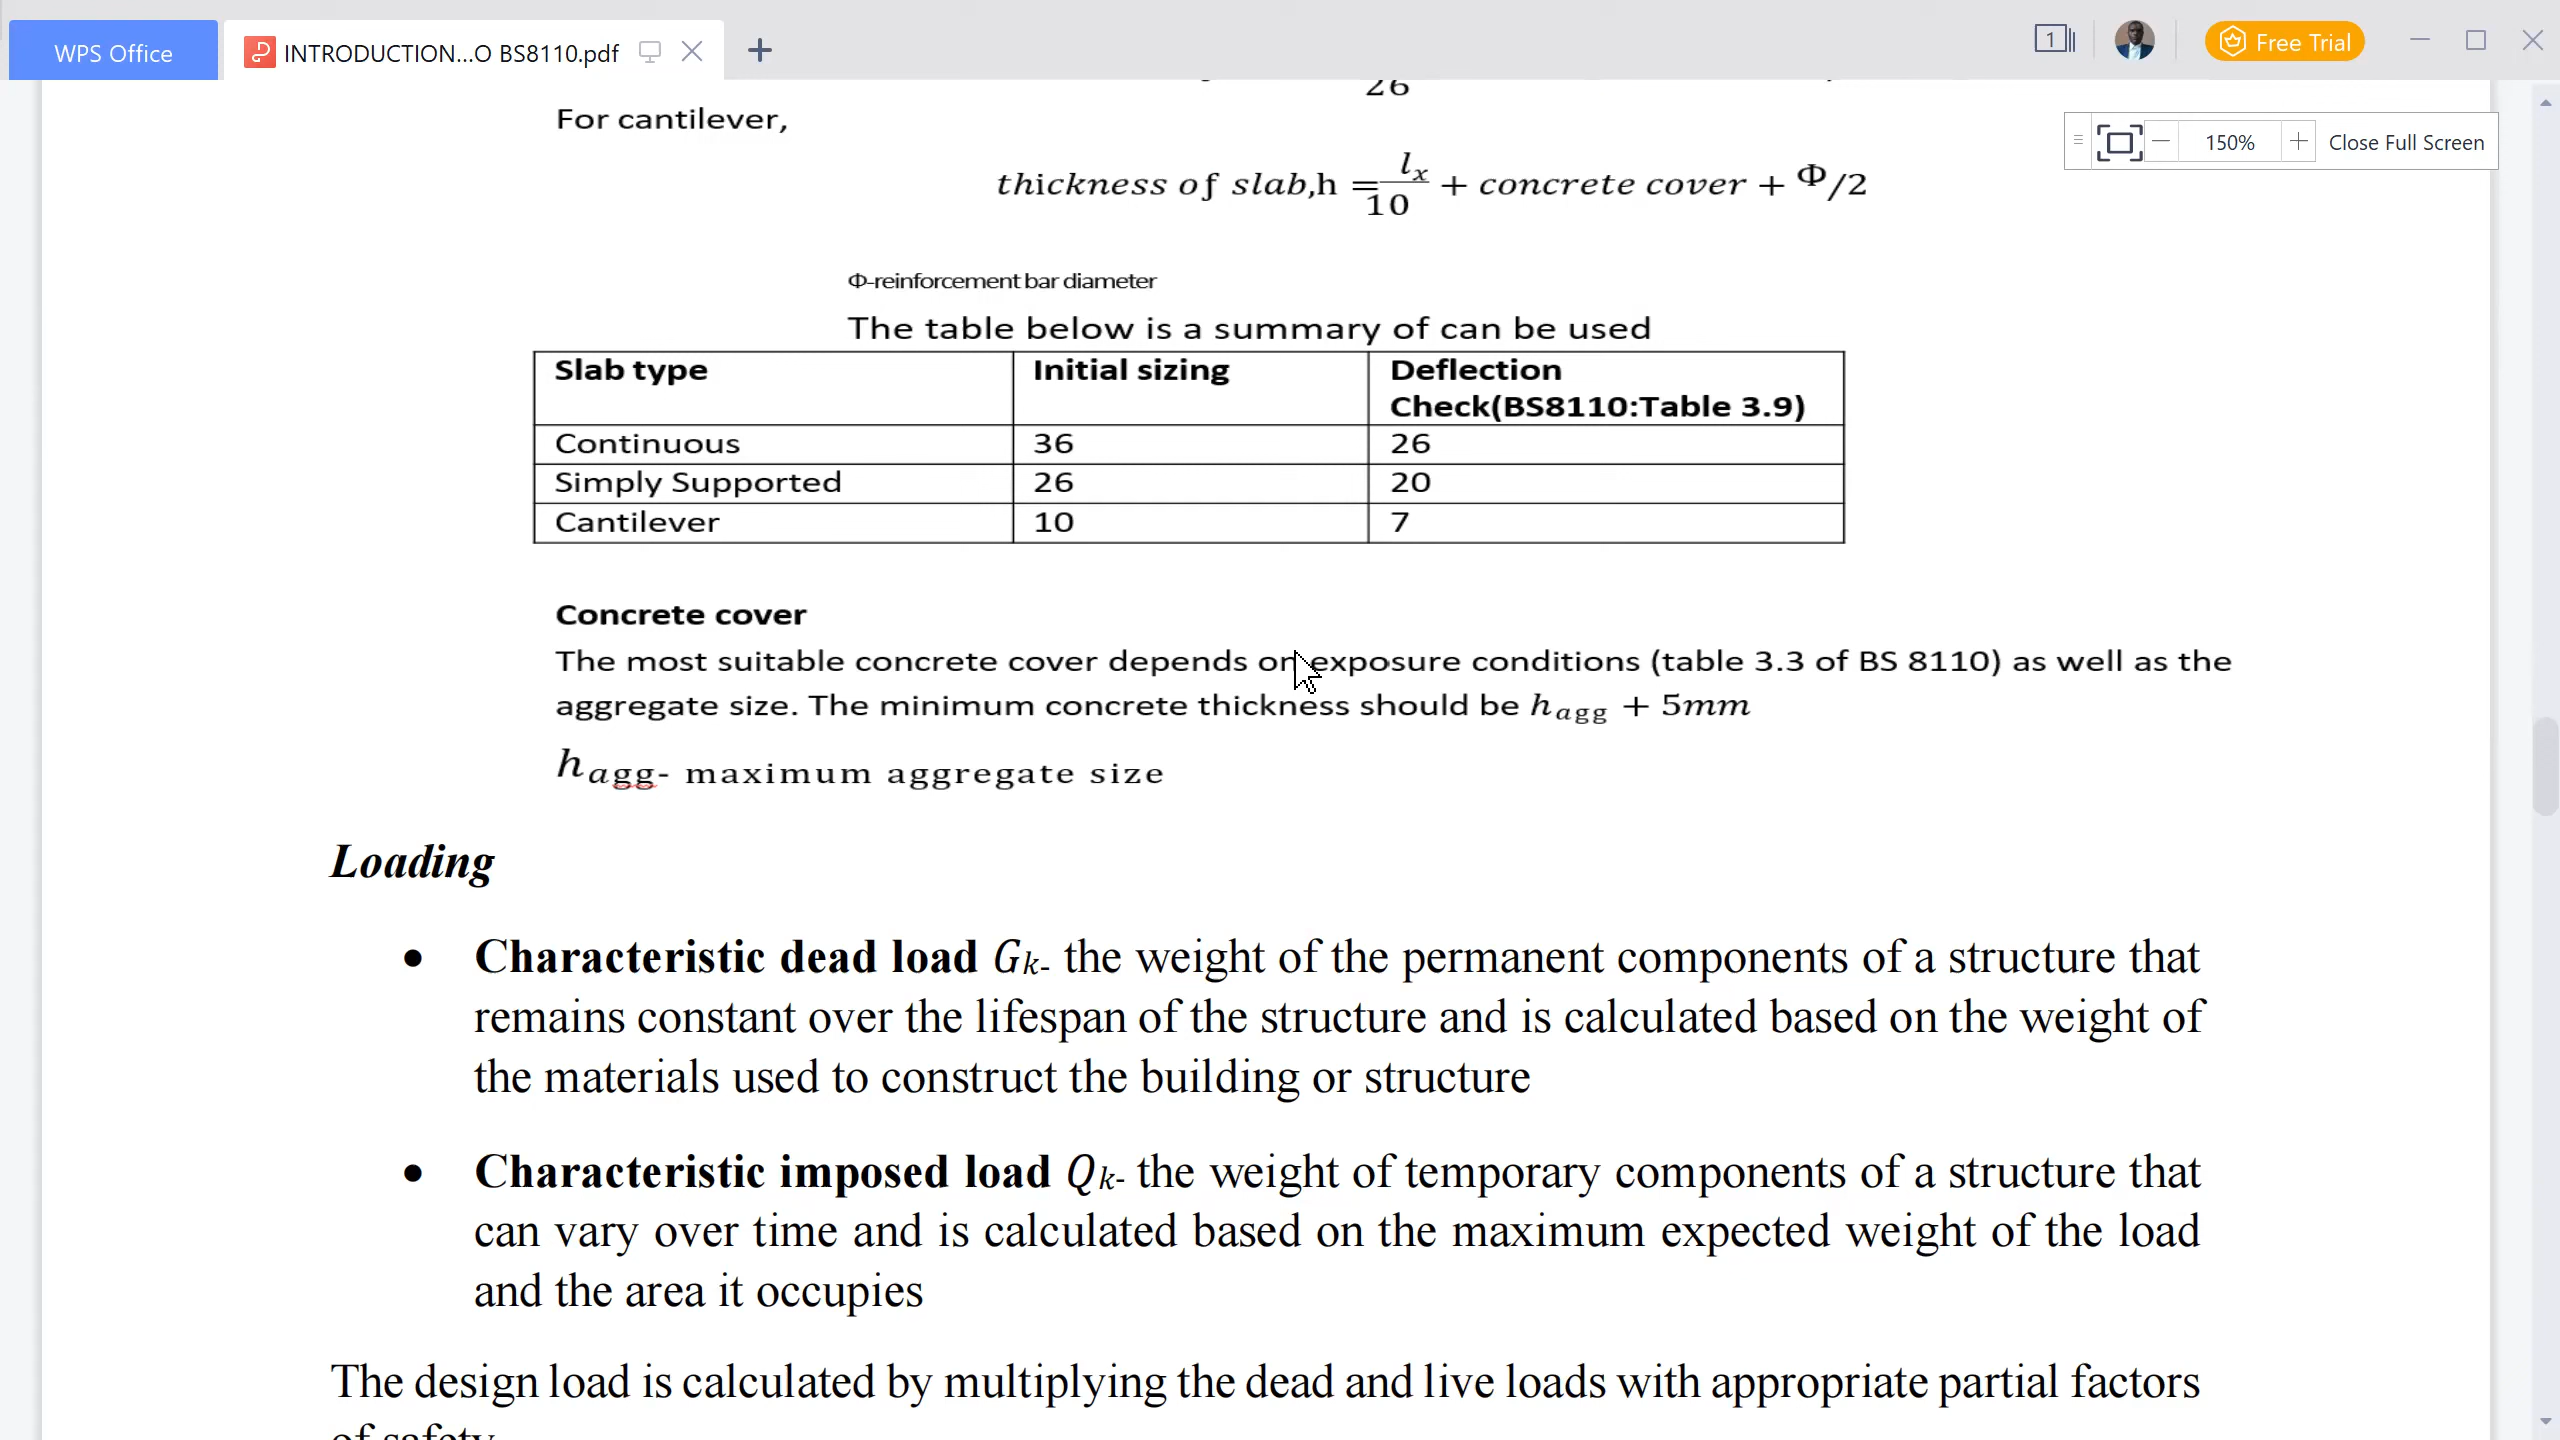 WPS Office
INTRODUCTION...O BS8110.pdf
1
Free Trial
26
For cantilever,
150%
Close Full Screen
thickness of slab,h = lx/10 + concrete cover + Φ/2
Φ-reinforcement bar diameter
The table below is a summary of can be used
Slab type Initial sizing Deflection
Check(BS8110:Table 3.9)
Continuous 36 26
Simply Supported 26 20
Cantilever 10 7
Concrete cover
The most suitable concrete cover depends on exposure conditions (table 3.3 of BS 8110) as well as the
aggregate size. The minimum concrete thickness should be hagg + 5mm
hagg- maximum aggregate size
Loading
• Characteristic dead load Gk- the weight of the permanent components of a structure that
remains constant over the lifespan of the structure and is calculated based on the weight of
the materials used to construct the building or structure
• Characteristic imposed load Qk- the weight of temporary components of a structure that
can vary over time and is calculated based on the maximum expected weight of the load
and the area it occupies
The design load is calculated by multiplying the dead and live loads with appropriate partial factors
of safety